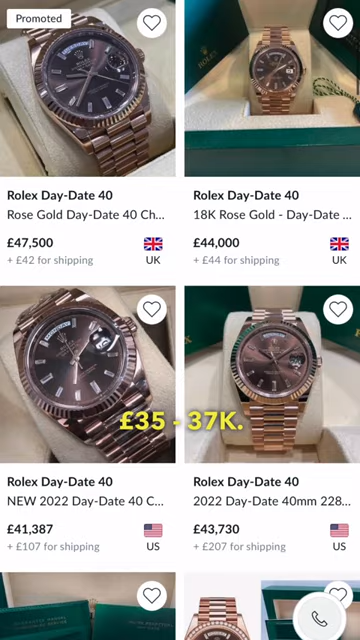 Promoted
Rolex Day-Date 40
Rose Gold Day-Date 40 Ch...
£47,500
+ £42 for shipping
UK
Rolex Day-Date 40
18K Rose Gold - Day-Date ...
£44,000
+ £44 for shipping
UK
£35 - 37K.
Rolex Day-Date 40
NEW 2022 Day-Date 40 C...
£41,387
+ £107 for shipping
US
Rolex Day-Date 40
2022 Day-Date 40mm 228...
£43,730
+ £207 for shipping
US